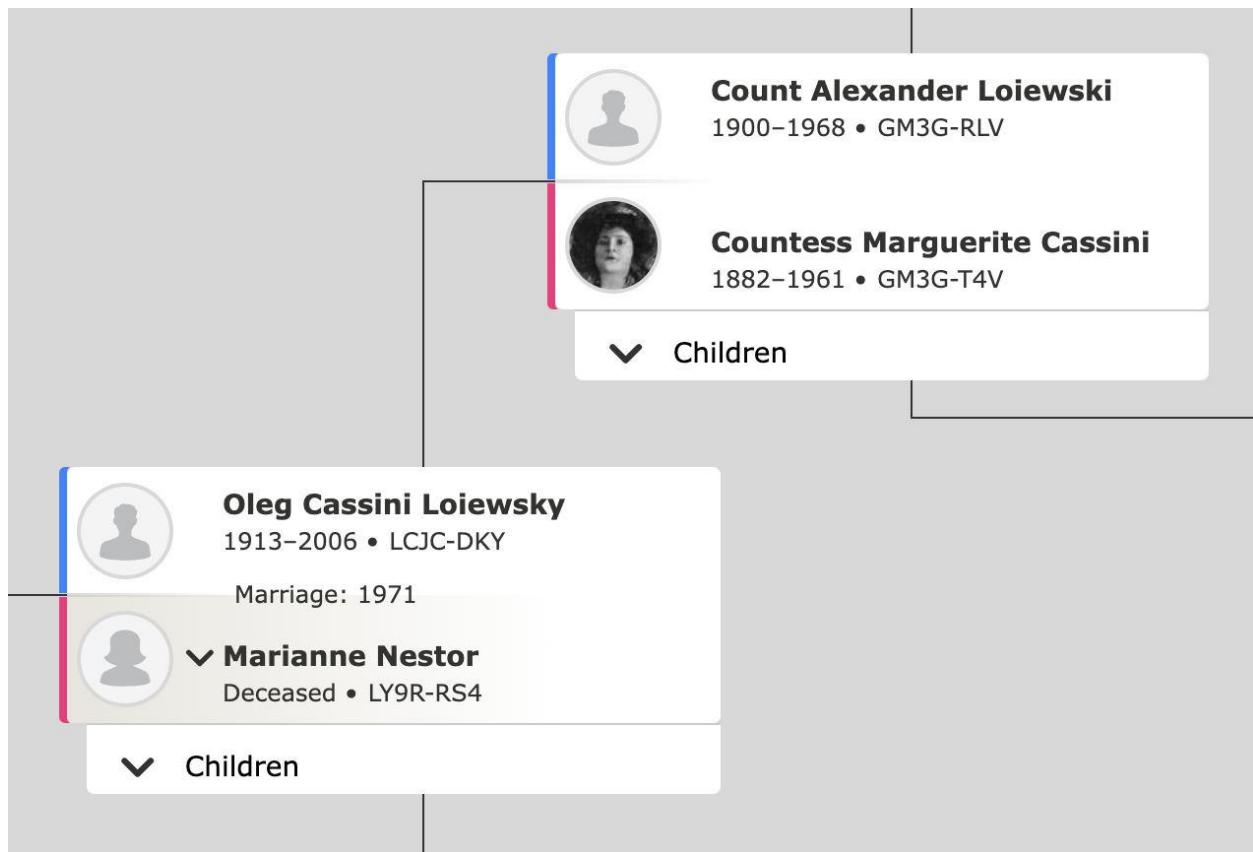 Count Alexander Loiewski
1900–1968 • GM3G-RLV
Countess Marguerite Cassini
1882–1961 • GM3G-T4V
Children
Oleg Cassini Loiewsky
1913–2006 • LCJC-DKY
Marriage: 1971
Marianne Nestor
Deceased • LY9R-RS4
Children